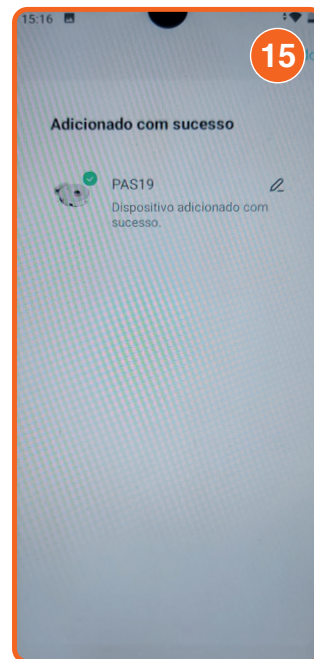 15:16
15
Adicionado com sucesso
PAS19
Dispositivo adicionado com
sucesso.